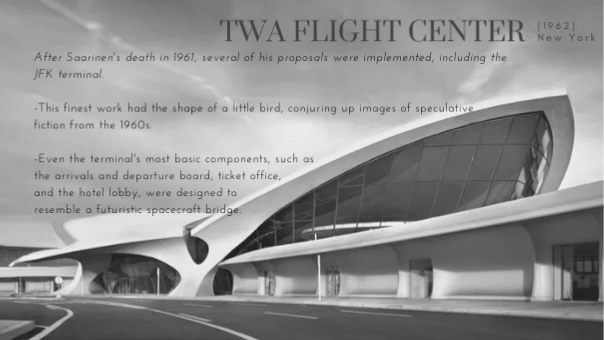 TWA FLIGHT CENTER
{1962}
New York
After Saarinen's death in 1961, several of his proposals were implemented, including the
JFK terminal.
-This finest work had the shape of a little bird, conjuring up images of speculative
fiction from the 1960s.
-Even the terminal's most basic components, such as
the arrivals and departure board, ticket office,
and the hotel lobby, were designed to
resemble a futuristic spacecraft bridge.